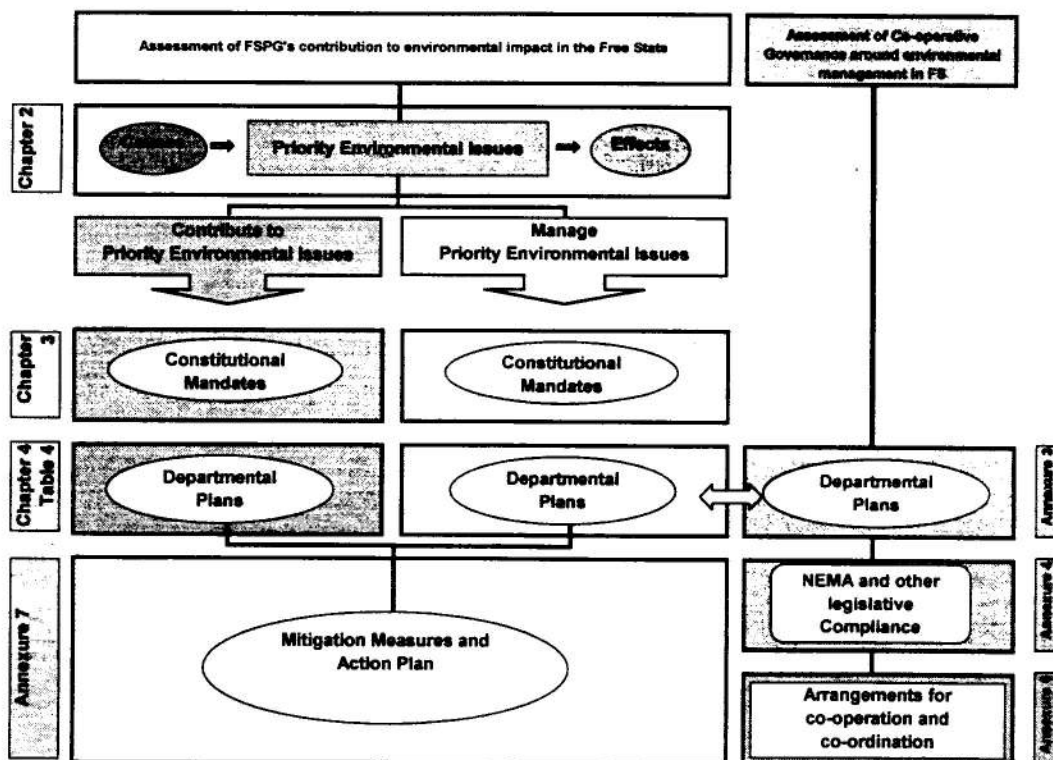 Assessment of FSPG's contribution to environmental impact in the Free State
Assessment of Co-operative
Governance around environmental
management in FS
Chapter 2
Priority Environmental Issues
Effects
Contribute to
Priority Environmental Issues
Manage
Priority Environmental Issues
Chapter
3
Constitutional
Mandates
Constitutional
Mandates
Chapter 4
Table 4
Departmental
Plans
Departmental
Plans
Departmental
Plans
Annexure 3
Annexure 7
Mitigation Measures and
Action Plan
NEMA and other
legislative
Compliance
Annexure 4
Arrangements for
co-operation and
co-ordination
Annexure